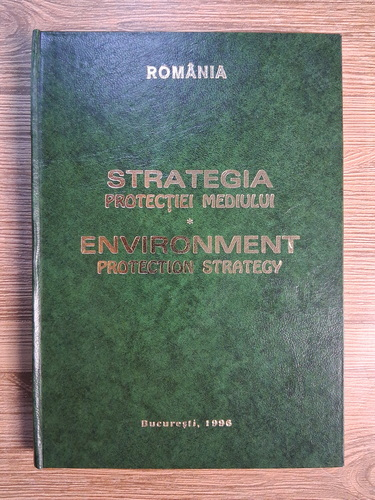 ROMÂNIA
STRATEGIA
PROTECȚIEI MEDIULUI
*
ENVIRONMENT
PROTECTION STRATEGY
București, 1996